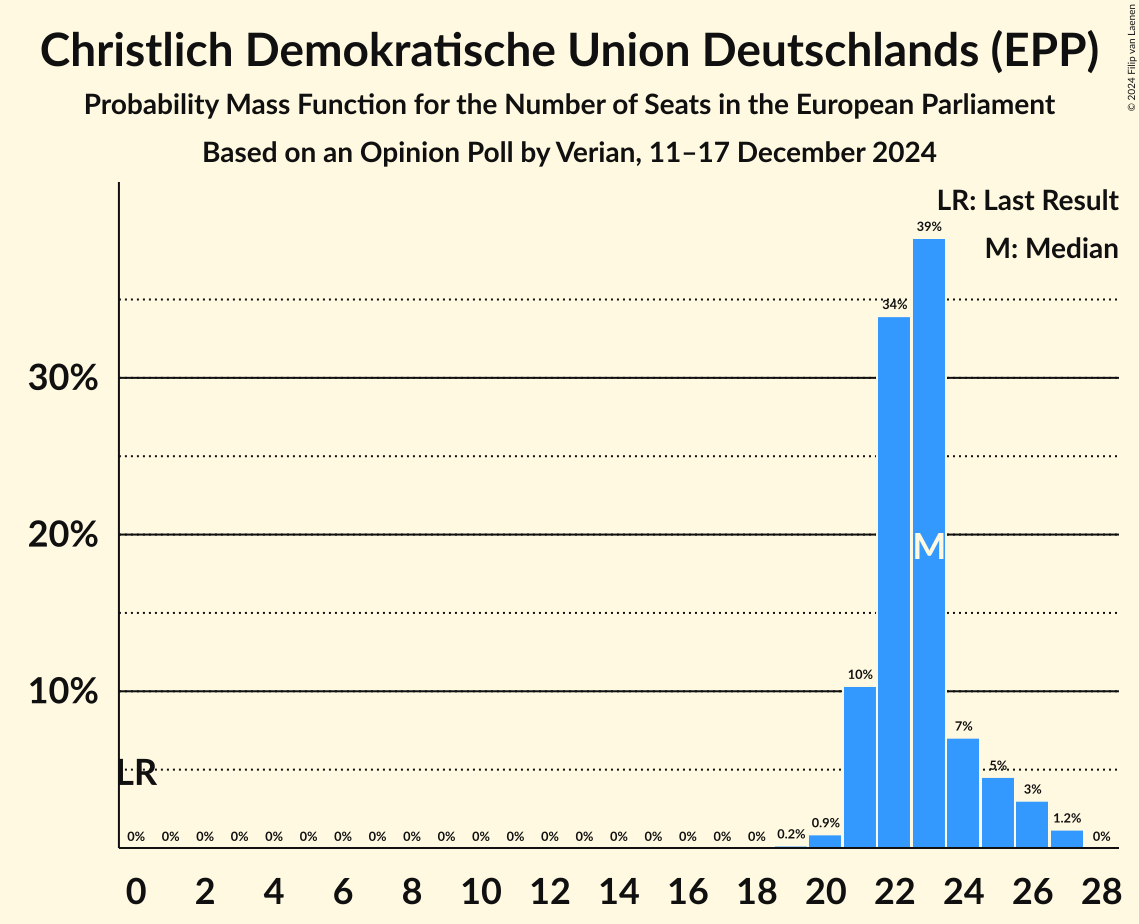 Christlich Demokratische Union Deutschlands (EPP)
Probability Mass Function for the Number of Seats in the European Parliament
Based on an Opinion Poll by Verian, 11–17 December 2024
© 2024 Filip van Laenen
LR: Last Result
M: Median
30%
20%
10%
LR
M
0% 0% 0% 0% 0% 0% 0% 0% 0% 0% 0% 0% 0% 0% 0% 0% 0% 0% 0% 0.2% 0.9% 10% 34% 39% 7% 5% 3% 1.2% 0%
0 2 4 6 8 10 12 14 16 18 20 22 24 26 28